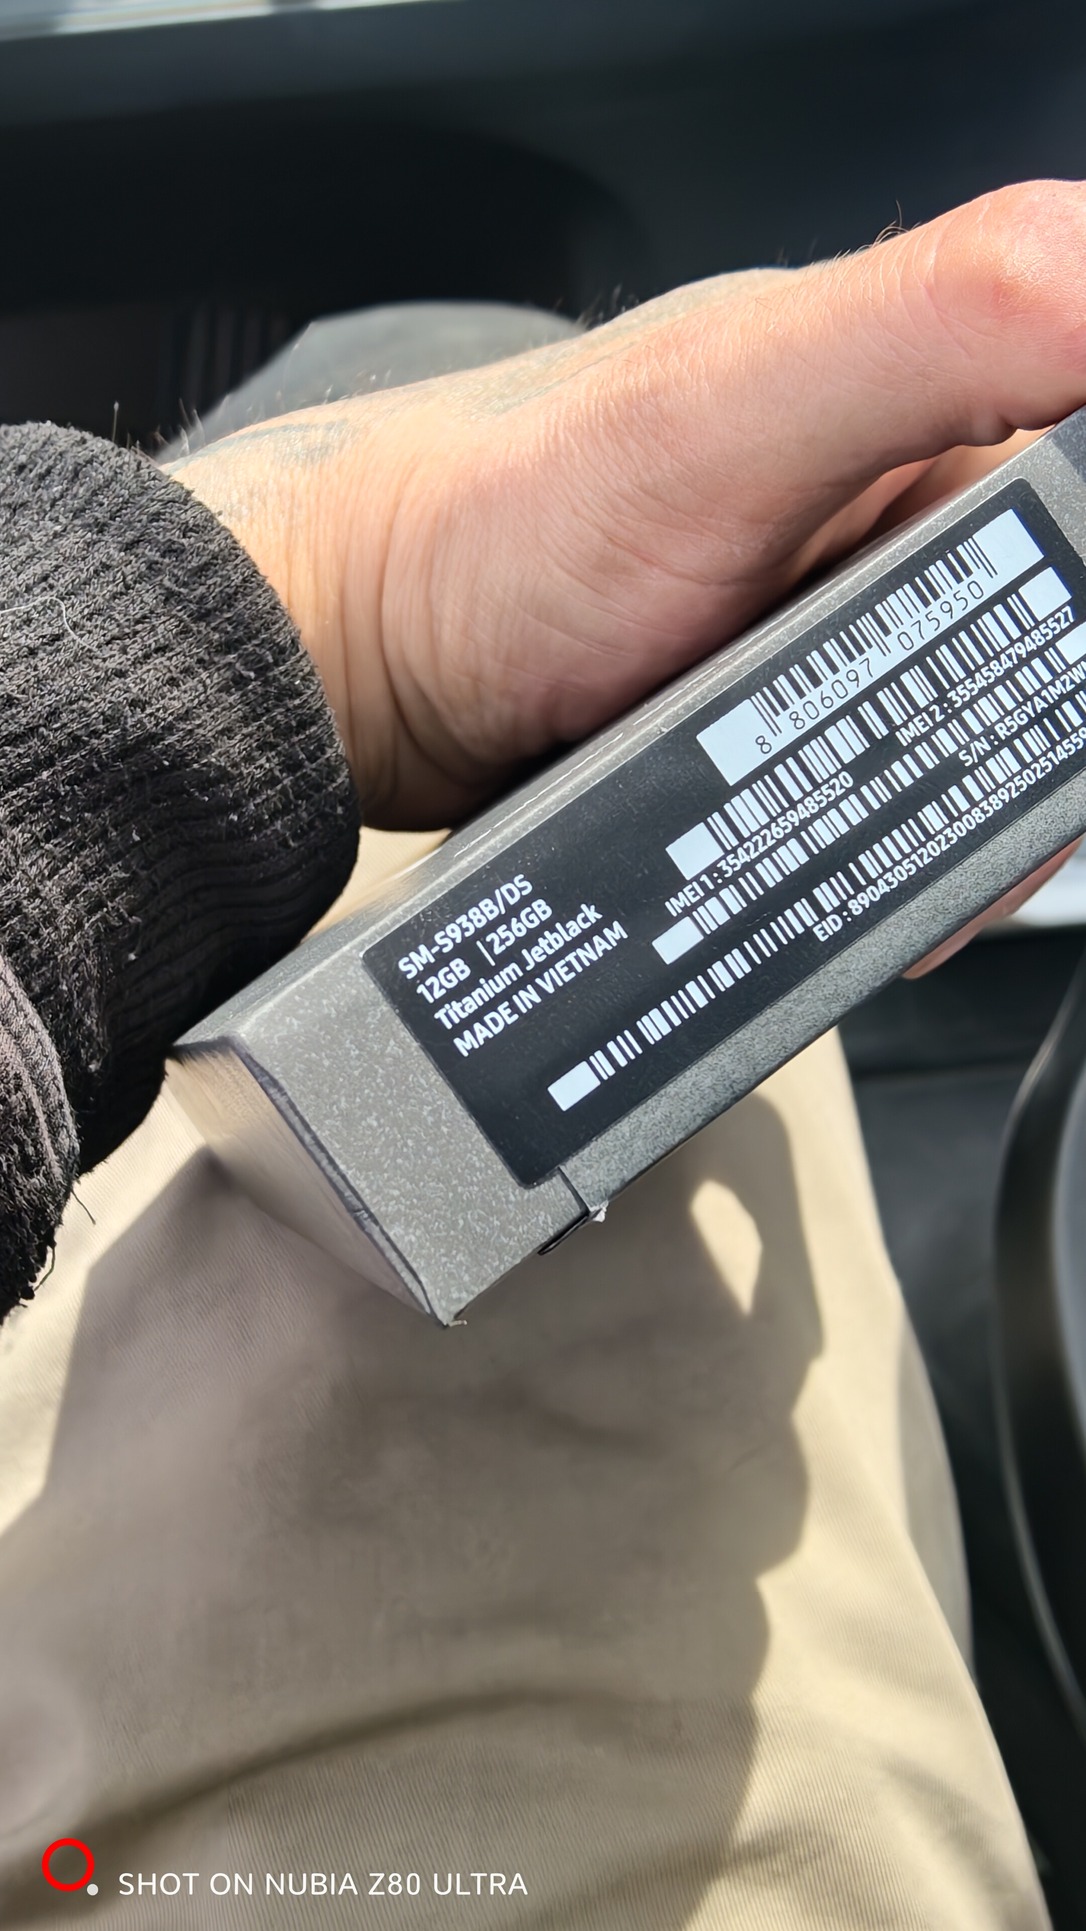 SM-S938B/DS
12GB | 256GB
Titanium Jetblack
MADE IN VIETNAM
8 806097 075950
IMEI 1 : 354222659485520
IMEI 2 : 355458479485527
S/N : R5GYA1M2W
EID : 890430512023008389250251455
SHOT ON NUBIA Z80 ULTRA